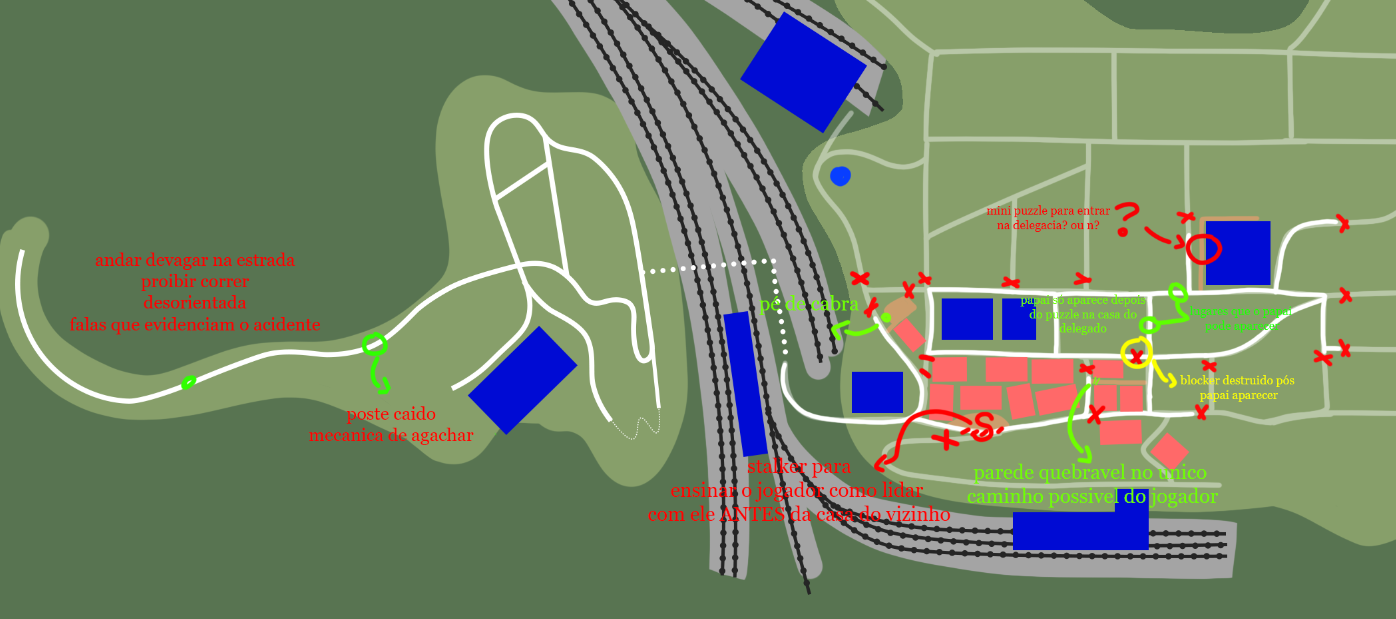 andar devagar na estrada
proibir correr
desorientada
falas que evidenciam o acidente
poste caido
mecanica de agachar
mini puzzle para entrar
na delegacia? ou n?
?
pé de cabra
papai só aparece depois
do puzzle na casa do
delegado
lugares que o papai
pode aparecer
blocker destruido pós
papai aparecer
S
stalker para
ensinar o jogador como lidar
com ele ANTES da casa do vizinho
parede quebravel no unico
caminho possivel do jogador